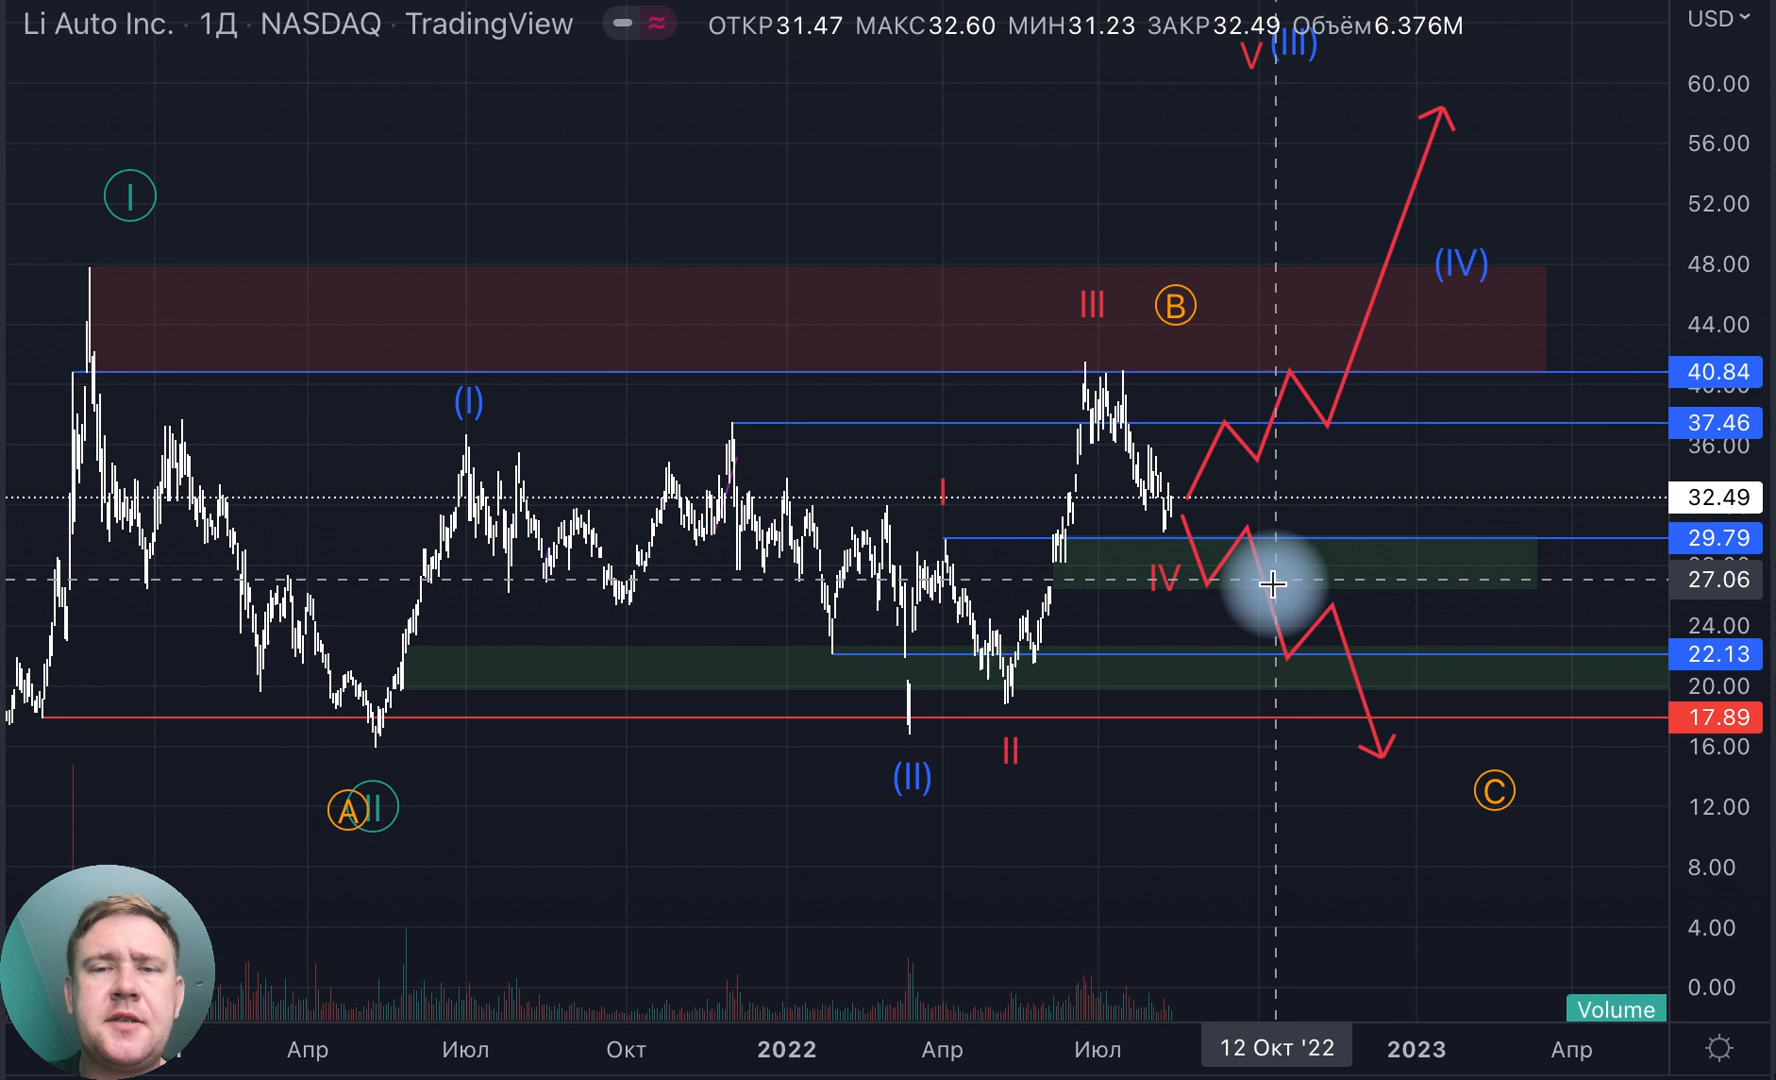 Li Auto Inc. · 1Д · NASDAQ · TradingView ОТКР31.47 МАКС32.60 МИН31.23 ЗАКР32.49 Объём6.376M
USD
V (III)
60.00
56.00
I
52.00
(IV)
48.00
III B
44.00
40.84
(I)
37.46
36.00
I
32.49
29.79
IV
27.06
24.00
22.13
20.00
17.89
II
16.00
(II)
C
A II
12.00
8.00
4.00
0.00
Volume
Апр Июл Окт 2022 Апр Июл 12 Окт '22 2023 Апр